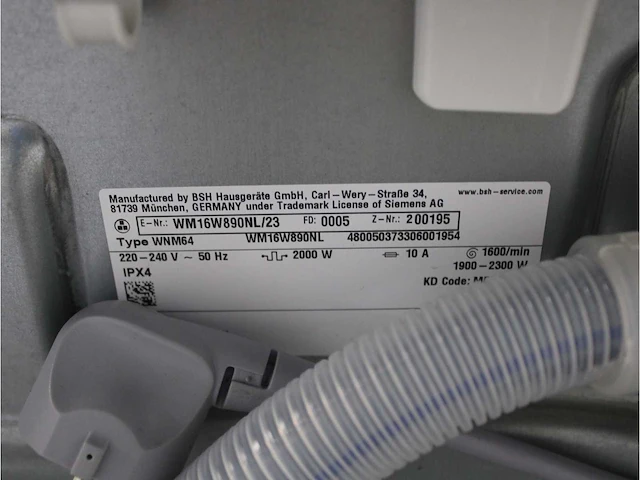 Manufactured by BSH Hausgeräte GmbH, Carl-Wery-Straße 34,
81739 München, GERMANY under Trademark License of Siemens AG
www.bsh-service.com
E-Nr.: WM16W890NL/23 FD: 0005 Z-Nr.: 200195
Type WNM64 WM16W890NL 480050373306001954
220-240 V ~ 50 Hz 2000 W 10 A 1600/min
1900-2300 W
IPX4
KD Code: